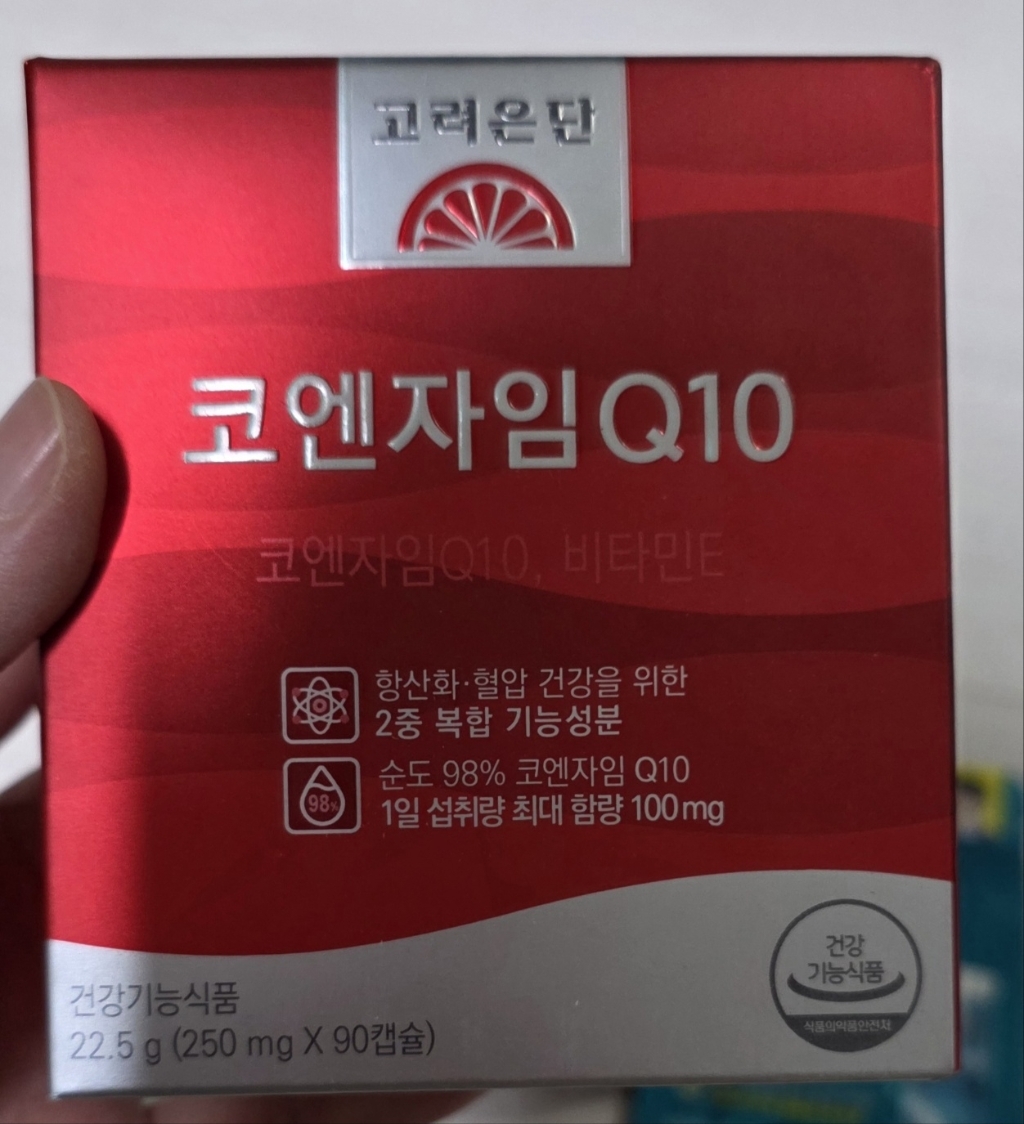 고려은단
코엔자임Q10
코엔자임Q10, 비타민E
항산화·혈압 건강을 위한
2중 복합 기능성분
98%
순도 98% 코엔자임 Q10
1일 섭취량 최대 함량 100mg
건강
기능식품
식품의약품안전처
건강기능식품
22.5 g (250 mg X 90캡슐)